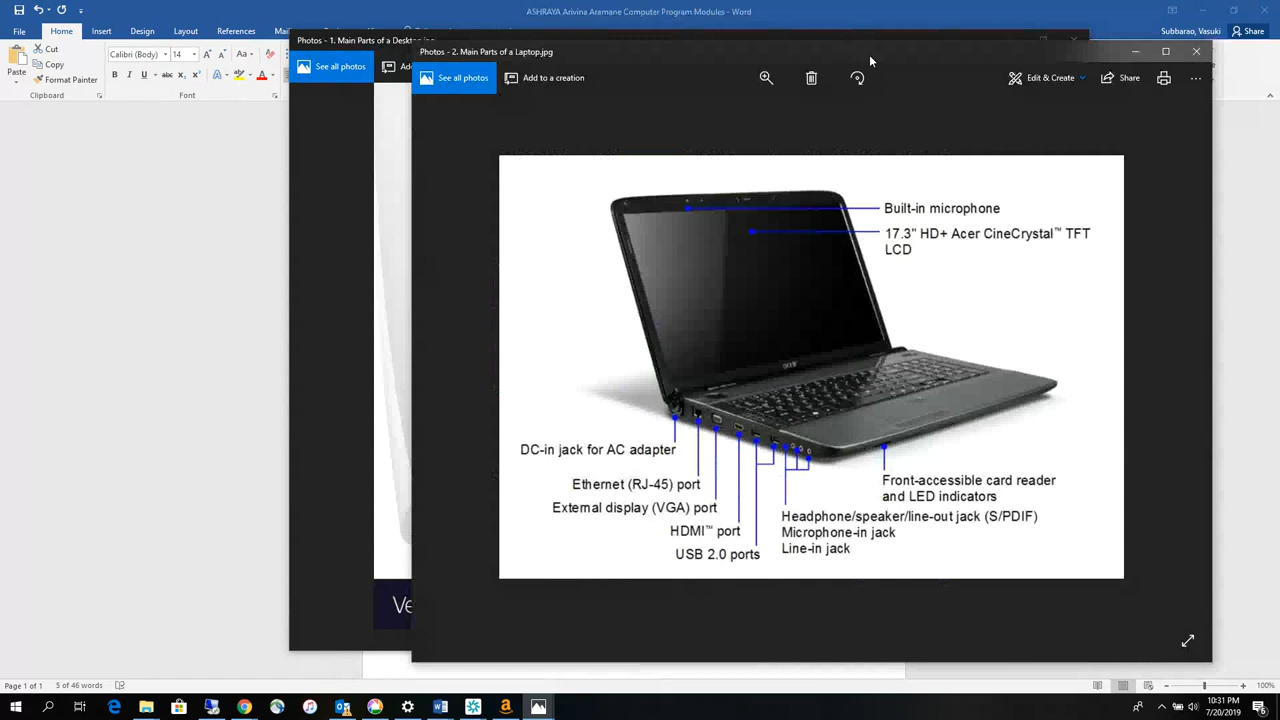 ASHRAYA Arivina Aramane Computer Program Modules - Word
File Home Insert Design Layout
Subbarao, Vasuki Share
Photos - 1. Main Parts of a Desktop.jpg
Photos - 2. Main Parts of a Laptop.jpg
Paste
Cut
Copy
Format Painter
Calibri (Body) 14
Clipboard Font
See all photos
See all photos Add to a creation Edit & Create Share
Built-in microphone
17.3" HD+ Acer CineCrystal™ TFT
LCD
acer
DC-in jack for AC adapter
Ethernet (RJ-45) port
External display (VGA) port
HDMI™ port
USB 2.0 ports
Front-accessible card reader
and LED indicators
Headphone/speaker/line-out jack (S/PDIF)
Microphone-in jack
Line-in jack
Page 1 of 1 5 of 46 words 100%
10:31 PM
7/20/2019